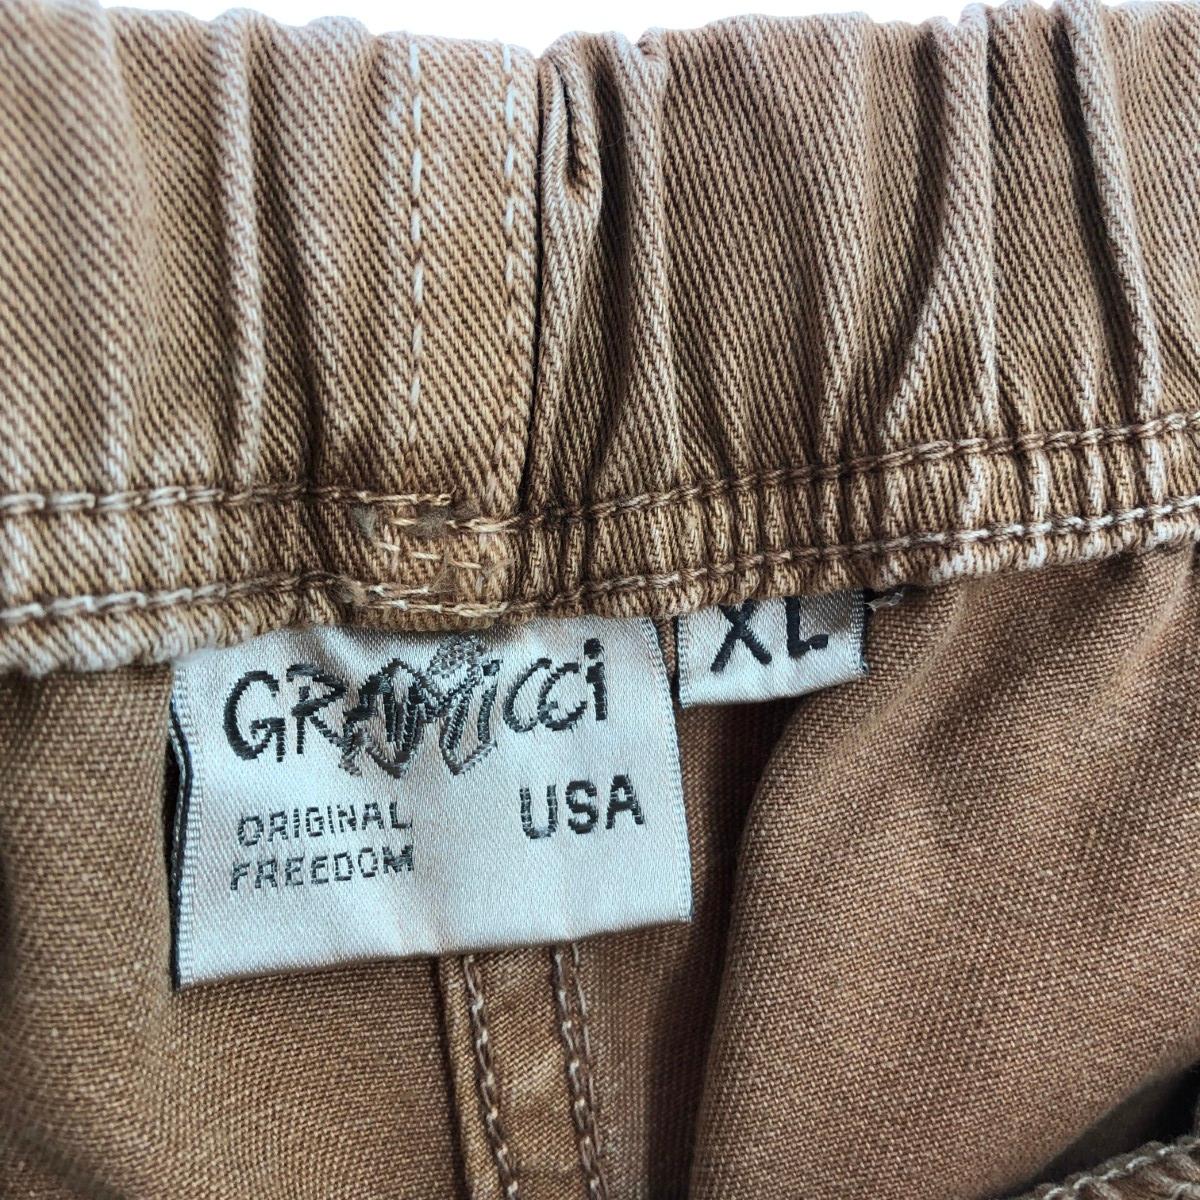 GRAMiCCi
XL
ORIGINAL
FREEDOM
USA